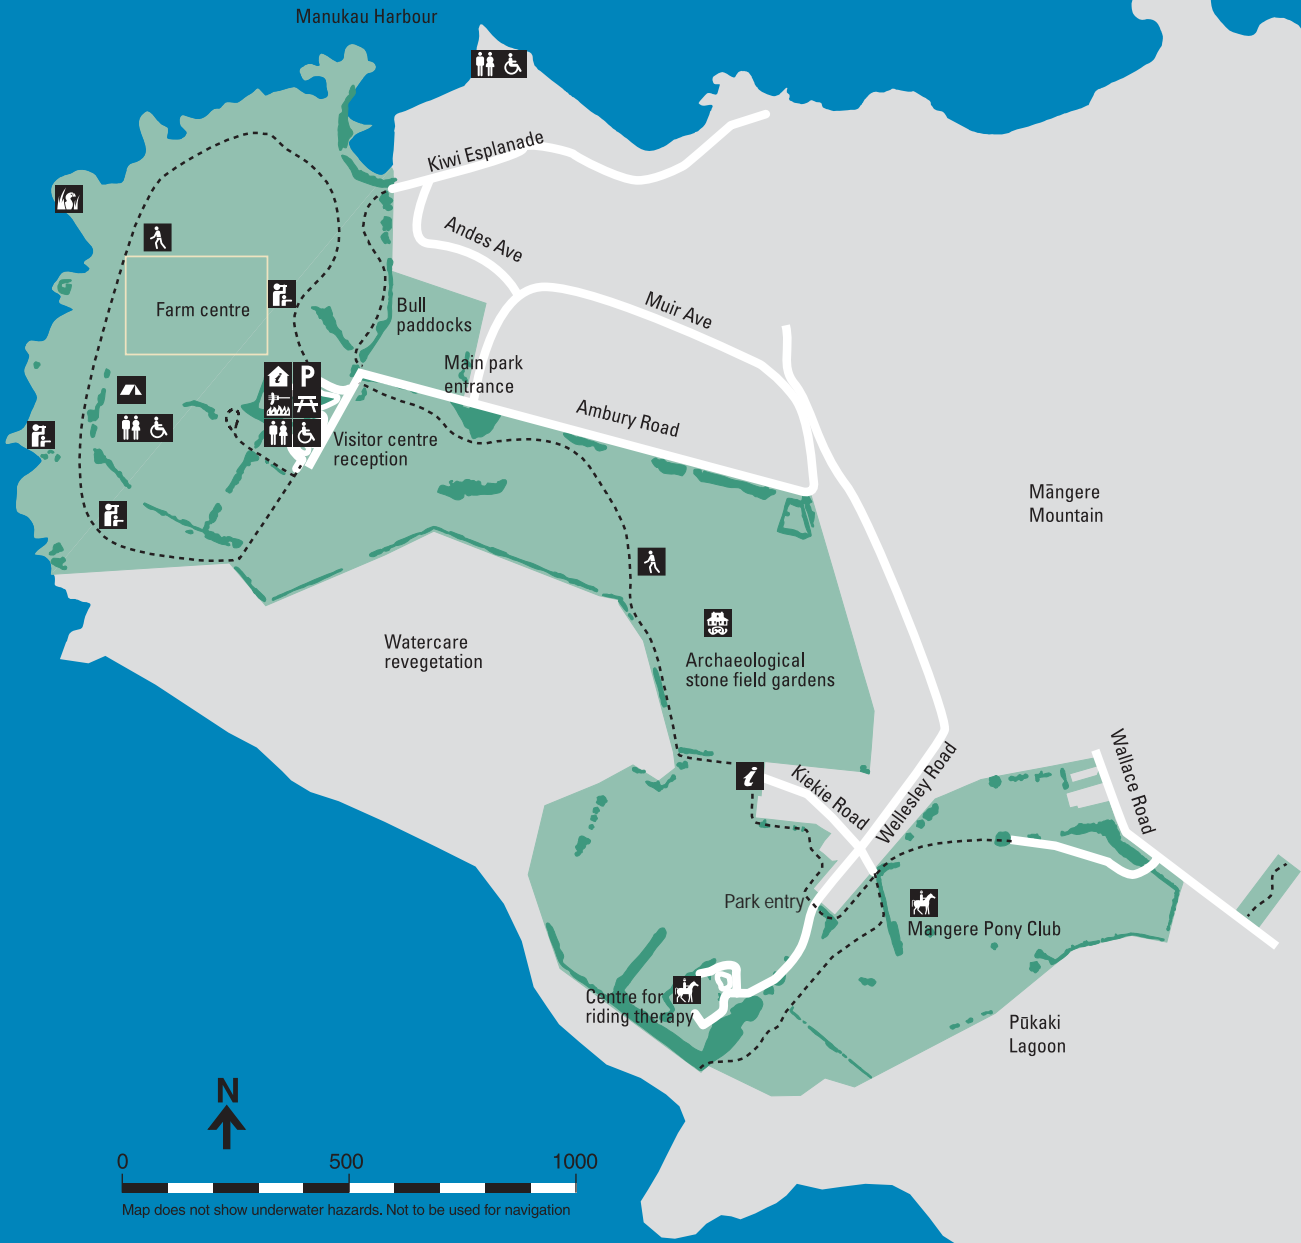 Manukau Harbour
Kiwi Esplanade
Andes Ave
Muir Ave
Farm centre
Bull
paddocks
Main park
entrance
P
Ambury Road
Visitor centre
reception
Māngere
Mountain
Watercare
revegetation
Archaeological
stone field gardens
i
Kiekie Road
Wellesley Road
Wallace Road
Park entry
Mangere Pony Club
Centre for
riding therapy
Pūkaki
Lagoon
N
0 500 1000
Map does not show underwater hazards. Not to be used for navigation